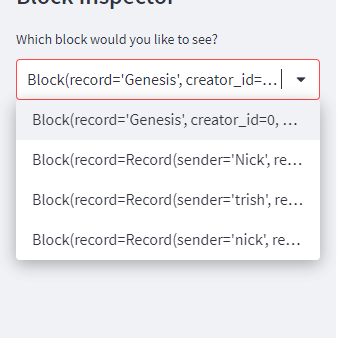 Block Inspector
Which block would you like to see?
Block(record='Genesis', creator_id=...
Block(record='Genesis', creator_id=0, ...
Block(record=Record(sender='Nick', re...
Block(record=Record(sender='trish', re...
Block(record=Record(sender='nick', re...